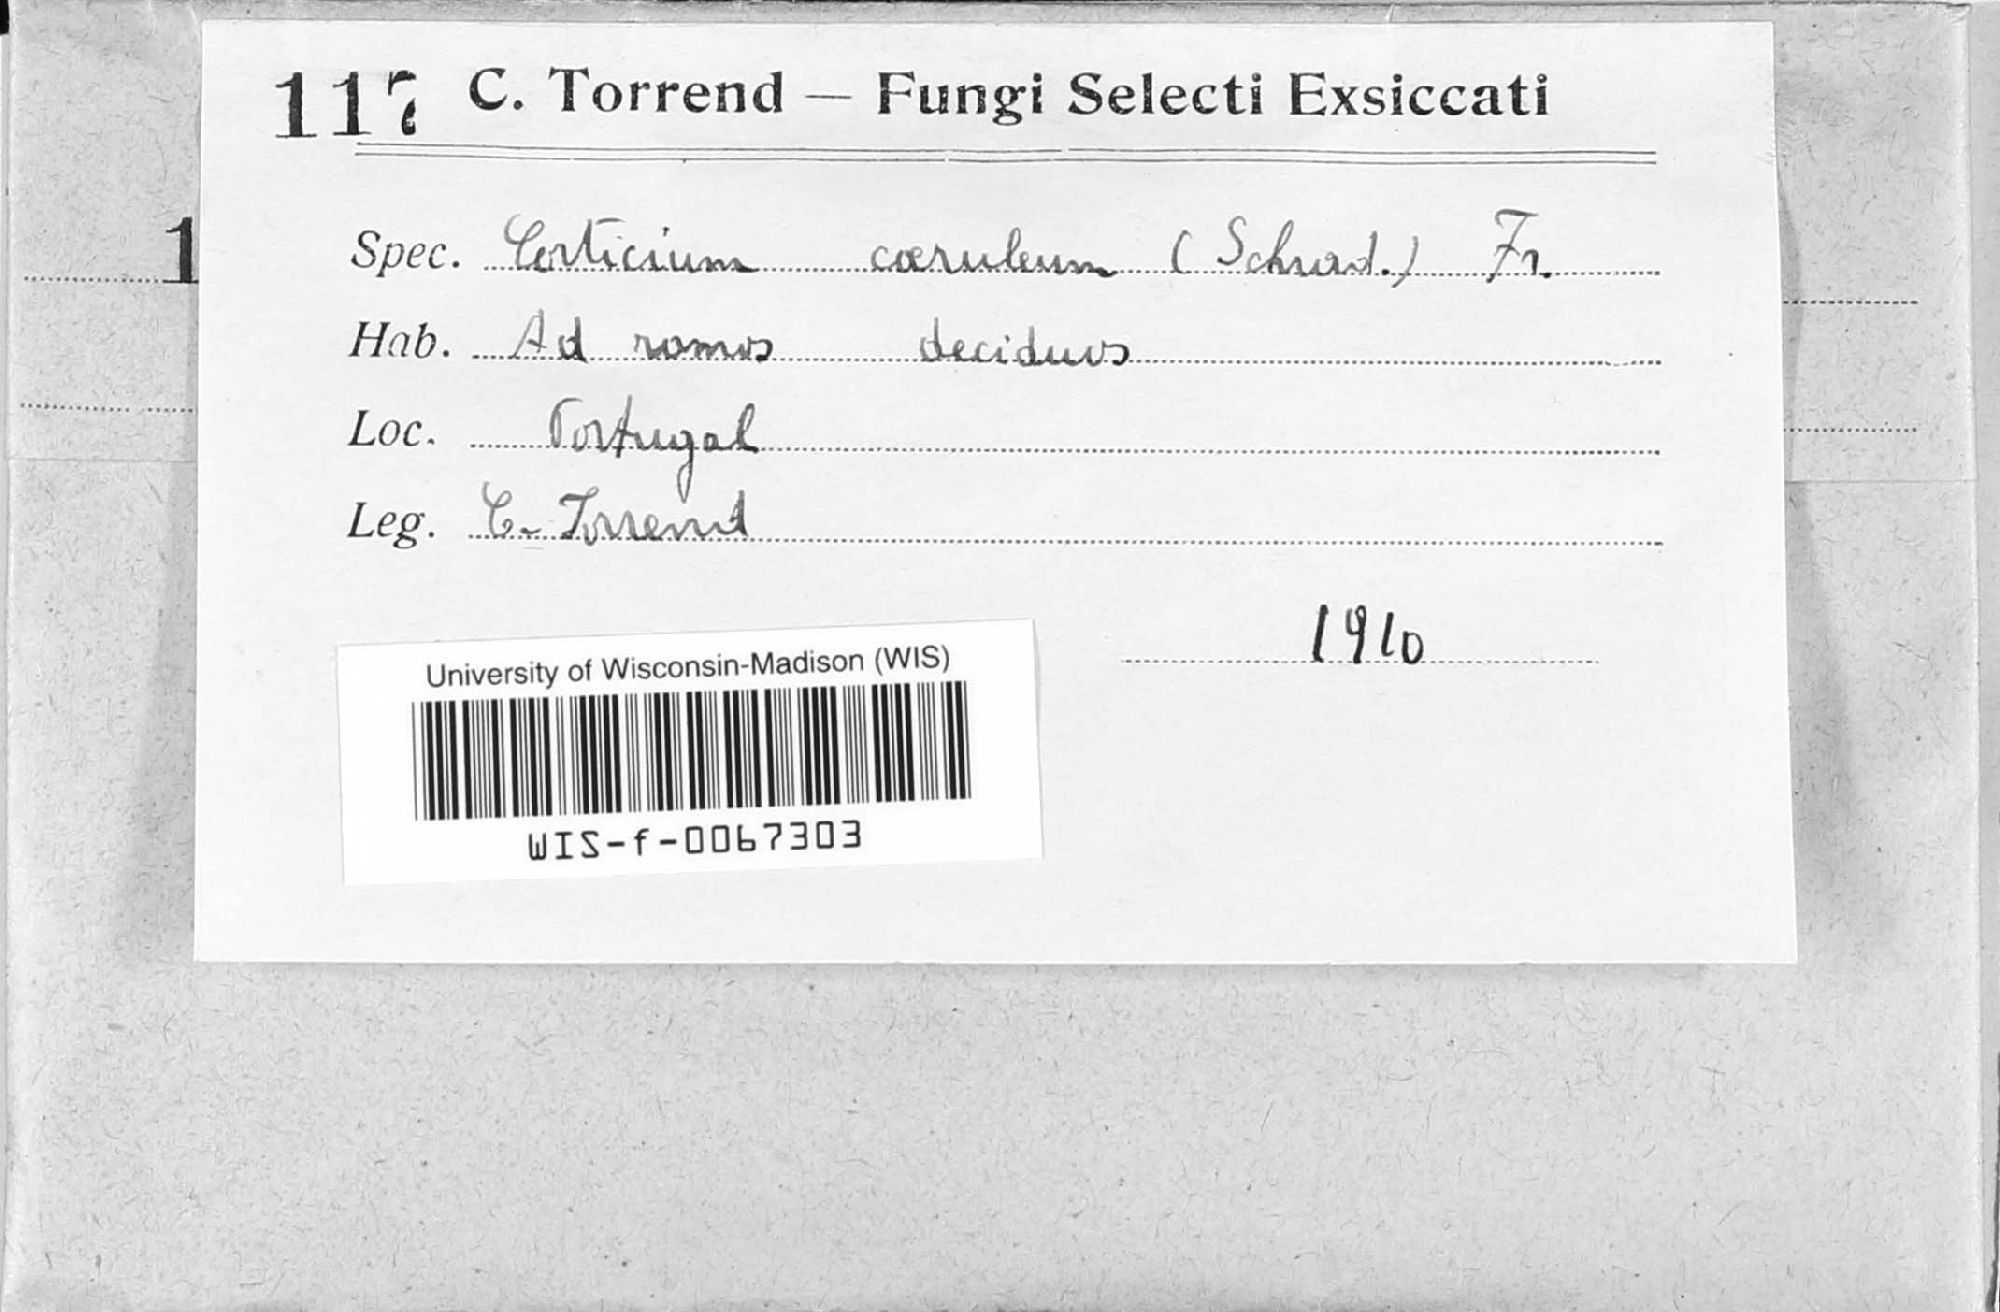 117 C. Torrend — Fungi Selecti Exsiccati
1
Spec. Corticium cœruleum (Schrad.) Fr.
Hab. Ad ramos deciduos
Loc. Portugal
Leg. C. Torrend
1910
University of Wisconsin-Madison (WIS)
WIS-f-0067303